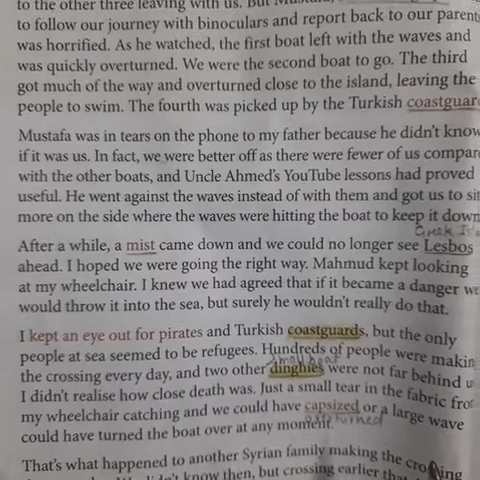 to the other three leaving with us. But
to follow our journey with binoculars and report back to our parent
was horrified. As he watched, the first boat left with the waves and
was quickly overturned. We were the second boat to go. The third
got much of the way and overturned close to the island, leaving the
people to swim. The fourth was picked up by the Turkish coastguar
Mustafa was in tears on the phone to my father because he didn't know
if it was us. In fact, we were better off as there were fewer of us compar
with the other boats, and Uncle Ahmed's YouTube lessons had proved
useful. He went against the waves instead of with them and got us to sit
more on the side where the waves were hitting the boat to keep it down
Greek
After a while, a mist came down and we could no longer see Lesbos
ahead. I hoped we were going the right way. Mahmud kept looking
at my wheelchair. I knew we had agreed that if it became a danger we
would throw it into the sea, but surely he wouldn't really do that.
I kept an eye out for pirates and Turkish coastguards, but the only
people at sea seemed to be refugees. Hundreds of people were makin
small boat
the crossing every day, and two other dinghies were not far behind u
I didn't realise how close death was. Just a small tear in the fabric fro
my wheelchair catching and we could have capsized or a large wave
overturned
could have turned the boat over at any moment.
That's what happened to another Syrian family making the crossing
know then, but crossing earlier that